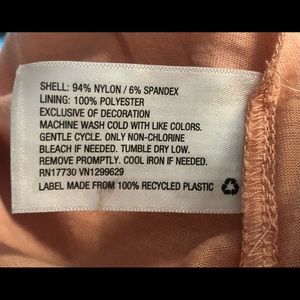 SHELL: 94% NYLON / 6% SPANDEX
LINING: 100% POLYESTER
EXCLUSIVE OF DECORATION
MACHINE WASH COLD WITH LIKE COLORS.
GENTLE CYCLE. ONLY NON-CHLORINE
BLEACH IF NEEDED. TUMBLE DRY LOW.
REMOVE PROMPTLY. COOL IRON IF NEEDED.
RN17730 VN1299629
LABEL MADE FROM 100% RECYCLED PLASTIC